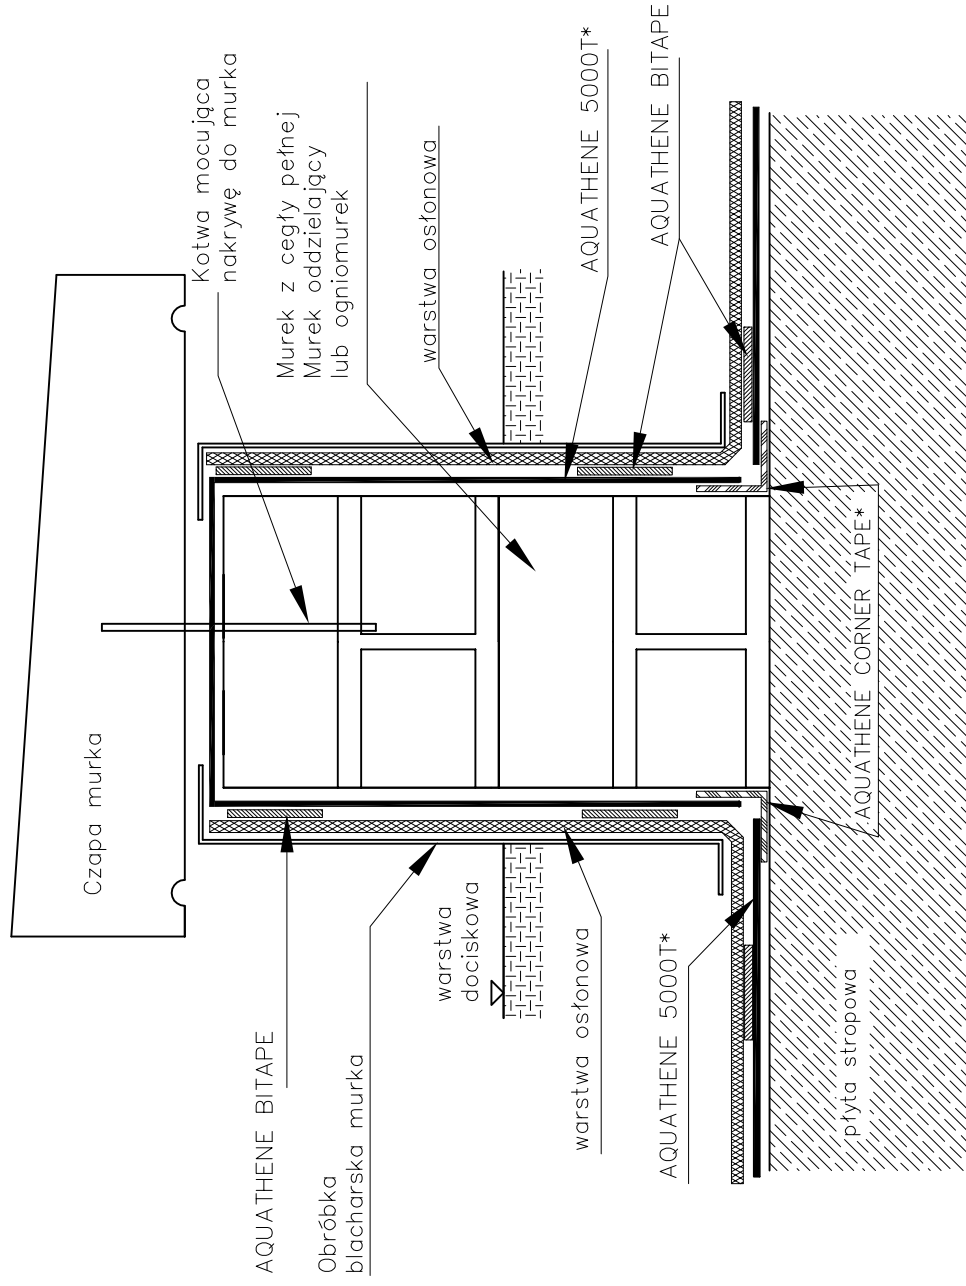 Czapa murka
Kotwa mocująca
nakrywę do murka
Murek z cegły pełnej
Murek oddzielający
lub ogniomurek
warstwa osłonowa
AQUATHENE 5000T*
AQUATHENE BITAPE
AQUATHENE BITAPE
Obróbka
blacharska murka
warstwa
dociskowa
warstwa osłonowa
AQUATHENE 5000T*
AQUATHENE CORNER TAPE*
płyta stropowa